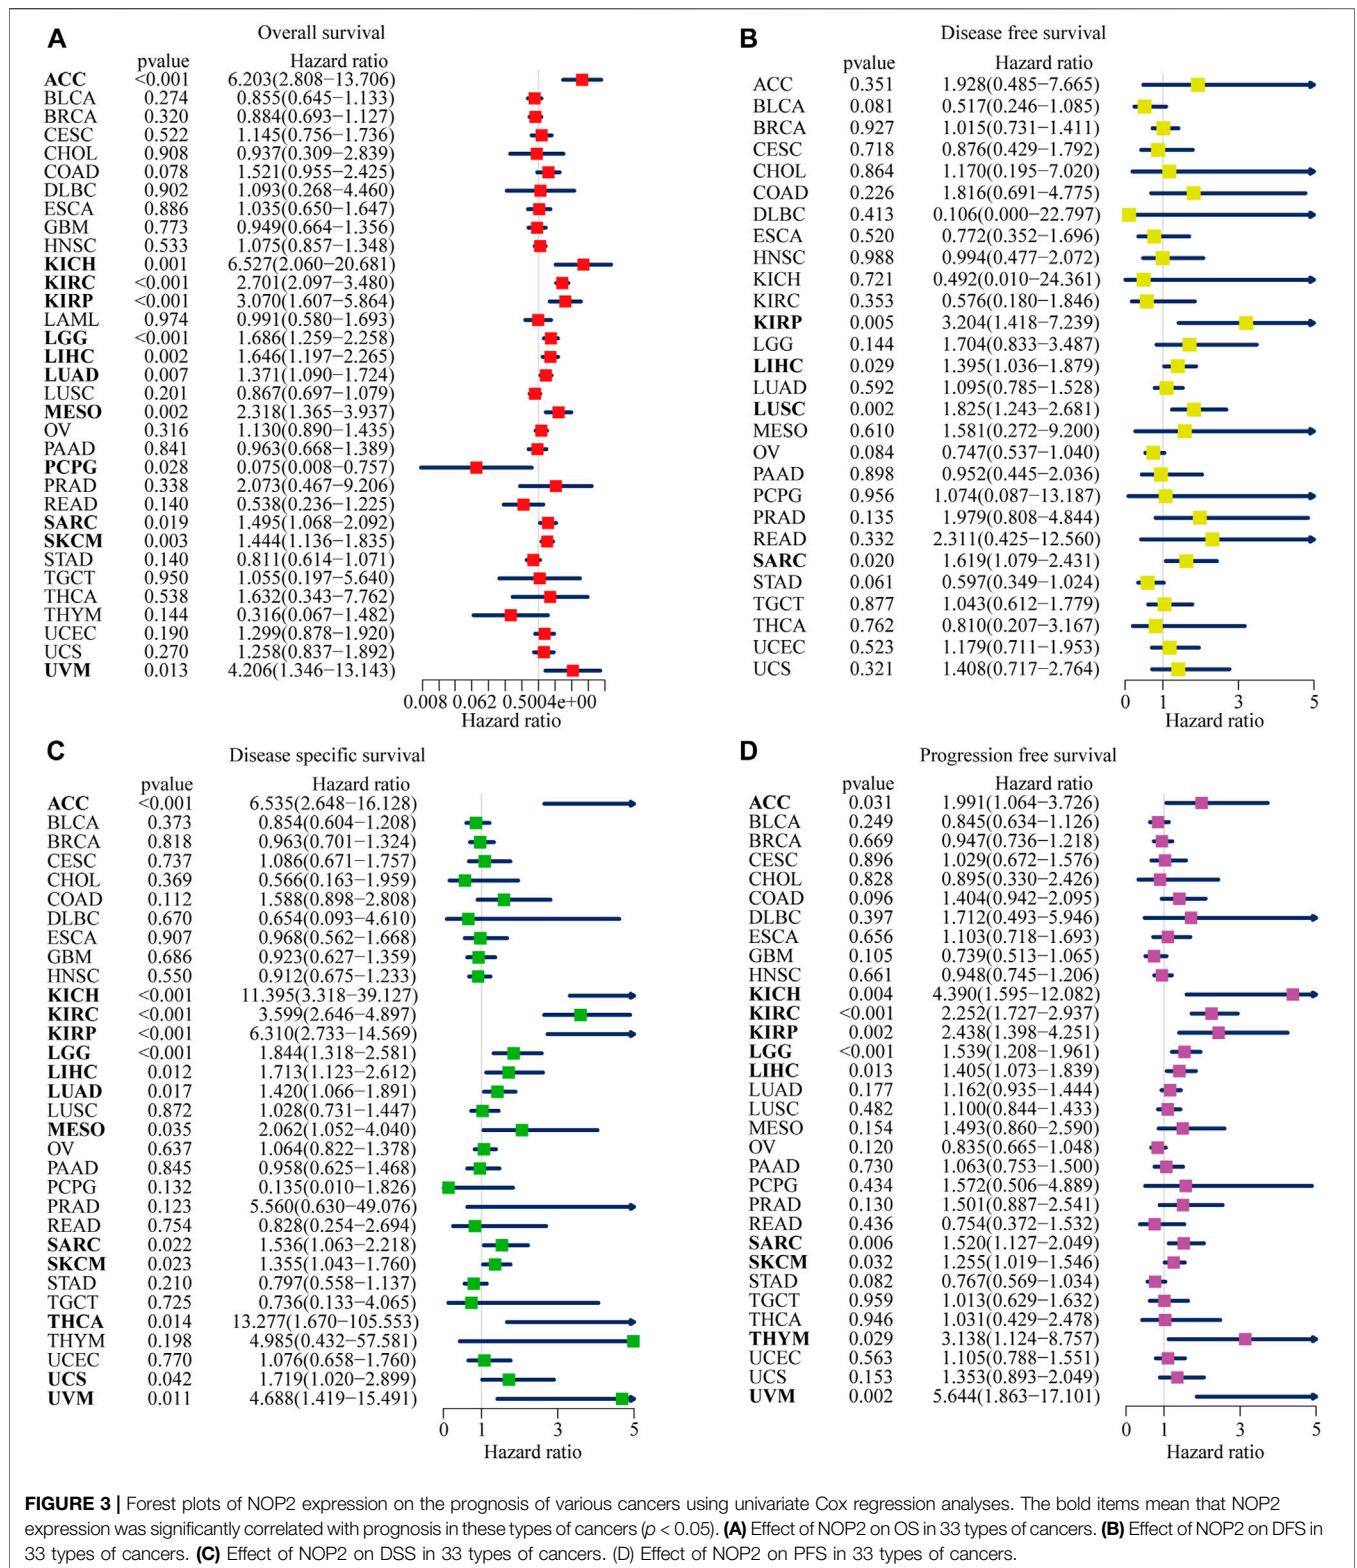 A
Overall survival
pvalue Hazard ratio
ACC <0.001 6.203(2.808−13.706)
BLCA 0.274 0.855(0.645−1.133)
BRCA 0.320 0.884(0.693−1.127)
CESC 0.522 1.145(0.756−1.736)
CHOL 0.908 0.937(0.309−2.839)
COAD 0.078 1.521(0.955−2.425)
DLBC 0.902 1.093(0.268−4.460)
ESCA 0.886 1.035(0.650−1.647)
GBM 0.773 0.949(0.664−1.356)
HNSC 0.533 1.075(0.857−1.348)
KICH 0.001 6.527(2.060−20.681)
KIRC <0.001 2.701(2.097−3.480)
KIRP <0.001 3.070(1.607−5.864)
LAML 0.974 0.991(0.580−1.693)
LGG <0.001 1.686(1.259−2.258)
LIHC 0.002 1.646(1.197−2.265)
LUAD 0.007 1.371(1.090−1.724)
LUSC 0.201 0.867(0.697−1.079)
MESO 0.002 2.318(1.365−3.937)
OV 0.316 1.130(0.890−1.435)
PAAD 0.841 0.963(0.668−1.389)
PCPG 0.028 0.075(0.008−0.757)
PRAD 0.338 2.073(0.467−9.206)
READ 0.140 0.538(0.236−1.225)
SARC 0.019 1.495(1.068−2.092)
SKCM 0.003 1.444(1.136−1.835)
STAD 0.140 0.811(0.614−1.071)
TGCT 0.950 1.055(0.197−5.640)
THCA 0.538 1.632(0.343−7.762)
THYM 0.144 0.316(0.067−1.482)
UCEC 0.190 1.299(0.878−1.920)
UCS 0.270 1.258(0.837−1.892)
UVM 0.013 4.206(1.346−13.143)
0.008 0.062 0.5004e+00
Hazard ratio
B
Disease free survival
pvalue Hazard ratio
ACC 0.351 1.928(0.485−7.665)
BLCA 0.081 0.517(0.246−1.085)
BRCA 0.927 1.015(0.731−1.411)
CESC 0.718 0.876(0.429−1.792)
CHOL 0.864 1.170(0.195−7.020)
COAD 0.226 1.816(0.691−4.775)
DLBC 0.413 0.106(0.000−22.797)
ESCA 0.520 0.772(0.352−1.696)
HNSC 0.988 0.994(0.477−2.072)
KICH 0.721 0.492(0.010−24.361)
KIRC 0.353 0.576(0.180−1.846)
KIRP 0.005 3.204(1.418−7.239)
LGG 0.144 1.704(0.833−3.487)
LIHC 0.029 1.395(1.036−1.879)
LUAD 0.592 1.095(0.785−1.528)
LUSC 0.002 1.825(1.243−2.681)
MESO 0.610 1.581(0.272−9.200)
OV 0.084 0.747(0.537−1.040)
PAAD 0.898 0.952(0.445−2.036)
PCPG 0.956 1.074(0.087−13.187)
PRAD 0.135 1.979(0.808−4.844)
READ 0.332 2.311(0.425−12.560)
SARC 0.020 1.619(1.079−2.431)
STAD 0.061 0.597(0.349−1.024)
TGCT 0.877 1.043(0.612−1.779)
THCA 0.762 0.810(0.207−3.167)
UCEC 0.523 1.179(0.711−1.953)
UCS 0.321 1.408(0.717−2.764)
0 1 3 5
Hazard ratio
C
Disease specific survival
pvalue Hazard ratio
ACC <0.001 6.535(2.648−16.128)
BLCA 0.373 0.854(0.604−1.208)
BRCA 0.818 0.963(0.701−1.324)
CESC 0.737 1.086(0.671−1.757)
CHOL 0.369 0.566(0.163−1.959)
COAD 0.112 1.588(0.898−2.808)
DLBC 0.670 0.654(0.093−4.610)
ESCA 0.907 0.968(0.562−1.668)
GBM 0.686 0.923(0.627−1.359)
HNSC 0.550 0.912(0.675−1.233)
KICH <0.001 11.395(3.318−39.127)
KIRC <0.001 3.599(2.646−4.897)
KIRP <0.001 6.310(2.733−14.569)
LGG <0.001 1.844(1.318−2.581)
LIHC 0.012 1.713(1.123−2.612)
LUAD 0.017 1.420(1.066−1.891)
LUSC 0.872 1.028(0.731−1.447)
MESO 0.035 2.062(1.052−4.040)
OV 0.637 1.064(0.822−1.378)
PAAD 0.845 0.958(0.625−1.468)
PCPG 0.132 0.135(0.010−1.826)
PRAD 0.123 5.560(0.630−49.076)
READ 0.754 0.828(0.254−2.694)
SARC 0.022 1.536(1.063−2.218)
SKCM 0.023 1.355(1.043−1.760)
STAD 0.210 0.797(0.558−1.137)
TGCT 0.725 0.736(0.133−4.065)
THCA 0.014 13.277(1.670−105.553)
THYM 0.198 4.985(0.432−57.581)
UCEC 0.770 1.076(0.658−1.760)
UCS 0.042 1.719(1.020−2.899)
UVM 0.011 4.688(1.419−15.491)
0 1 3 5
Hazard ratio
D
Progression free survival
pvalue Hazard ratio
ACC 0.031 1.991(1.064−3.726)
BLCA 0.249 0.845(0.634−1.126)
BRCA 0.669 0.947(0.736−1.218)
CESC 0.896 1.029(0.672−1.576)
CHOL 0.828 0.895(0.330−2.426)
COAD 0.096 1.404(0.942−2.095)
DLBC 0.397 1.712(0.493−5.946)
ESCA 0.656 1.103(0.718−1.693)
GBM 0.105 0.739(0.513−1.065)
HNSC 0.661 0.948(0.745−1.206)
KICH 0.004 4.390(1.595−12.082)
KIRC <0.001 2.252(1.727−2.937)
KIRP 0.002 2.438(1.398−4.251)
LGG <0.001 1.539(1.208−1.961)
LIHC 0.013 1.405(1.073−1.839)
LUAD 0.177 1.162(0.935−1.444)
LUSC 0.482 1.100(0.844−1.433)
MESO 0.154 1.493(0.860−2.590)
OV 0.120 0.835(0.665−1.048)
PAAD 0.730 1.063(0.753−1.500)
PCPG 0.434 1.572(0.506−4.889)
PRAD 0.130 1.501(0.887−2.541)
READ 0.436 0.754(0.372−1.532)
SARC 0.006 1.520(1.127−2.049)
SKCM 0.032 1.255(1.019−1.546)
STAD 0.082 0.767(0.569−1.034)
TGCT 0.959 1.013(0.629−1.632)
THCA 0.946 1.031(0.429−2.478)
THYM 0.029 3.138(1.124−8.757)
UCEC 0.563 1.105(0.788−1.551)
UCS 0.153 1.353(0.893−2.049)
UVM 0.002 5.644(1.863−17.101)
0 1 3 5
Hazard ratio
FIGURE 3 | Forest plots of NOP2 expression on the prognosis of various cancers using univariate Cox regression analyses. The bold items mean that NOP2
expression was significantly correlated with prognosis in these types of cancers (p < 0.05). (A) Effect of NOP2 on OS in 33 types of cancers. (B) Effect of NOP2 on DFS in
33 types of cancers. (C) Effect of NOP2 on DSS in 33 types of cancers. (D) Effect of NOP2 on PFS in 33 types of cancers.